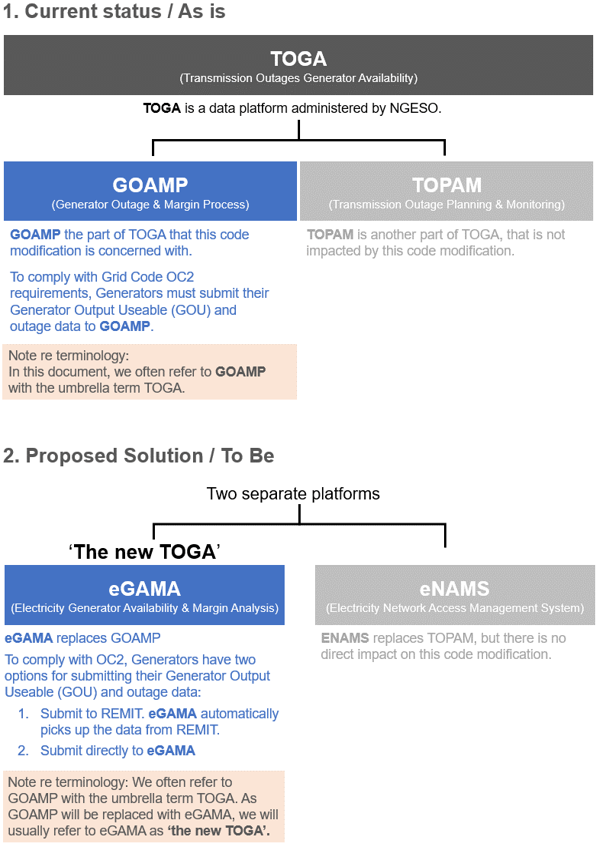 1. Current status / As is
TOGA
(Transmission Outages Generator Availability)
TOGA is a data platform administered by NGESO.
GOAMP
(Generator Outage & Margin Process)
GOAMP the part of TOGA that this code
modification is concerned with.
To comply with Grid Code OC2
requirements, Generators must submit their
Generator Output Useable (GOU) and
outage data to GOAMP.
Note re terminology:
In this document, we often refer to GOAMP
with the umbrella term TOGA.
TOPAM
(Transmission Outage Planning & Monitoring)
TOPAM is another part of TOGA, that is not
impacted by this code modification.
2. Proposed Solution / To Be
Two separate platforms
‘The new TOGA’
eGAMA
(Electricity Generator Availability & Margin Analysis)
eGAMA replaces GOAMP
To comply with OC2, Generators have two
options for submitting their Generator Output
Useable (GOU) and outage data:
1. Submit to REMIT. eGAMA automatically
picks up the data from REMIT.
2. Submit directly to eGAMA
Note re terminology: We often refer to
GOAMP with the umbrella term TOGA. As
GOAMP will be replaced with eGAMA, we will
usually refer to eGAMA as ‘the new TOGA’.
eNAMS
(Electricity Network Access Management System)
ENAMS replaces TOPAM, but there is no
direct impact on this code modification.